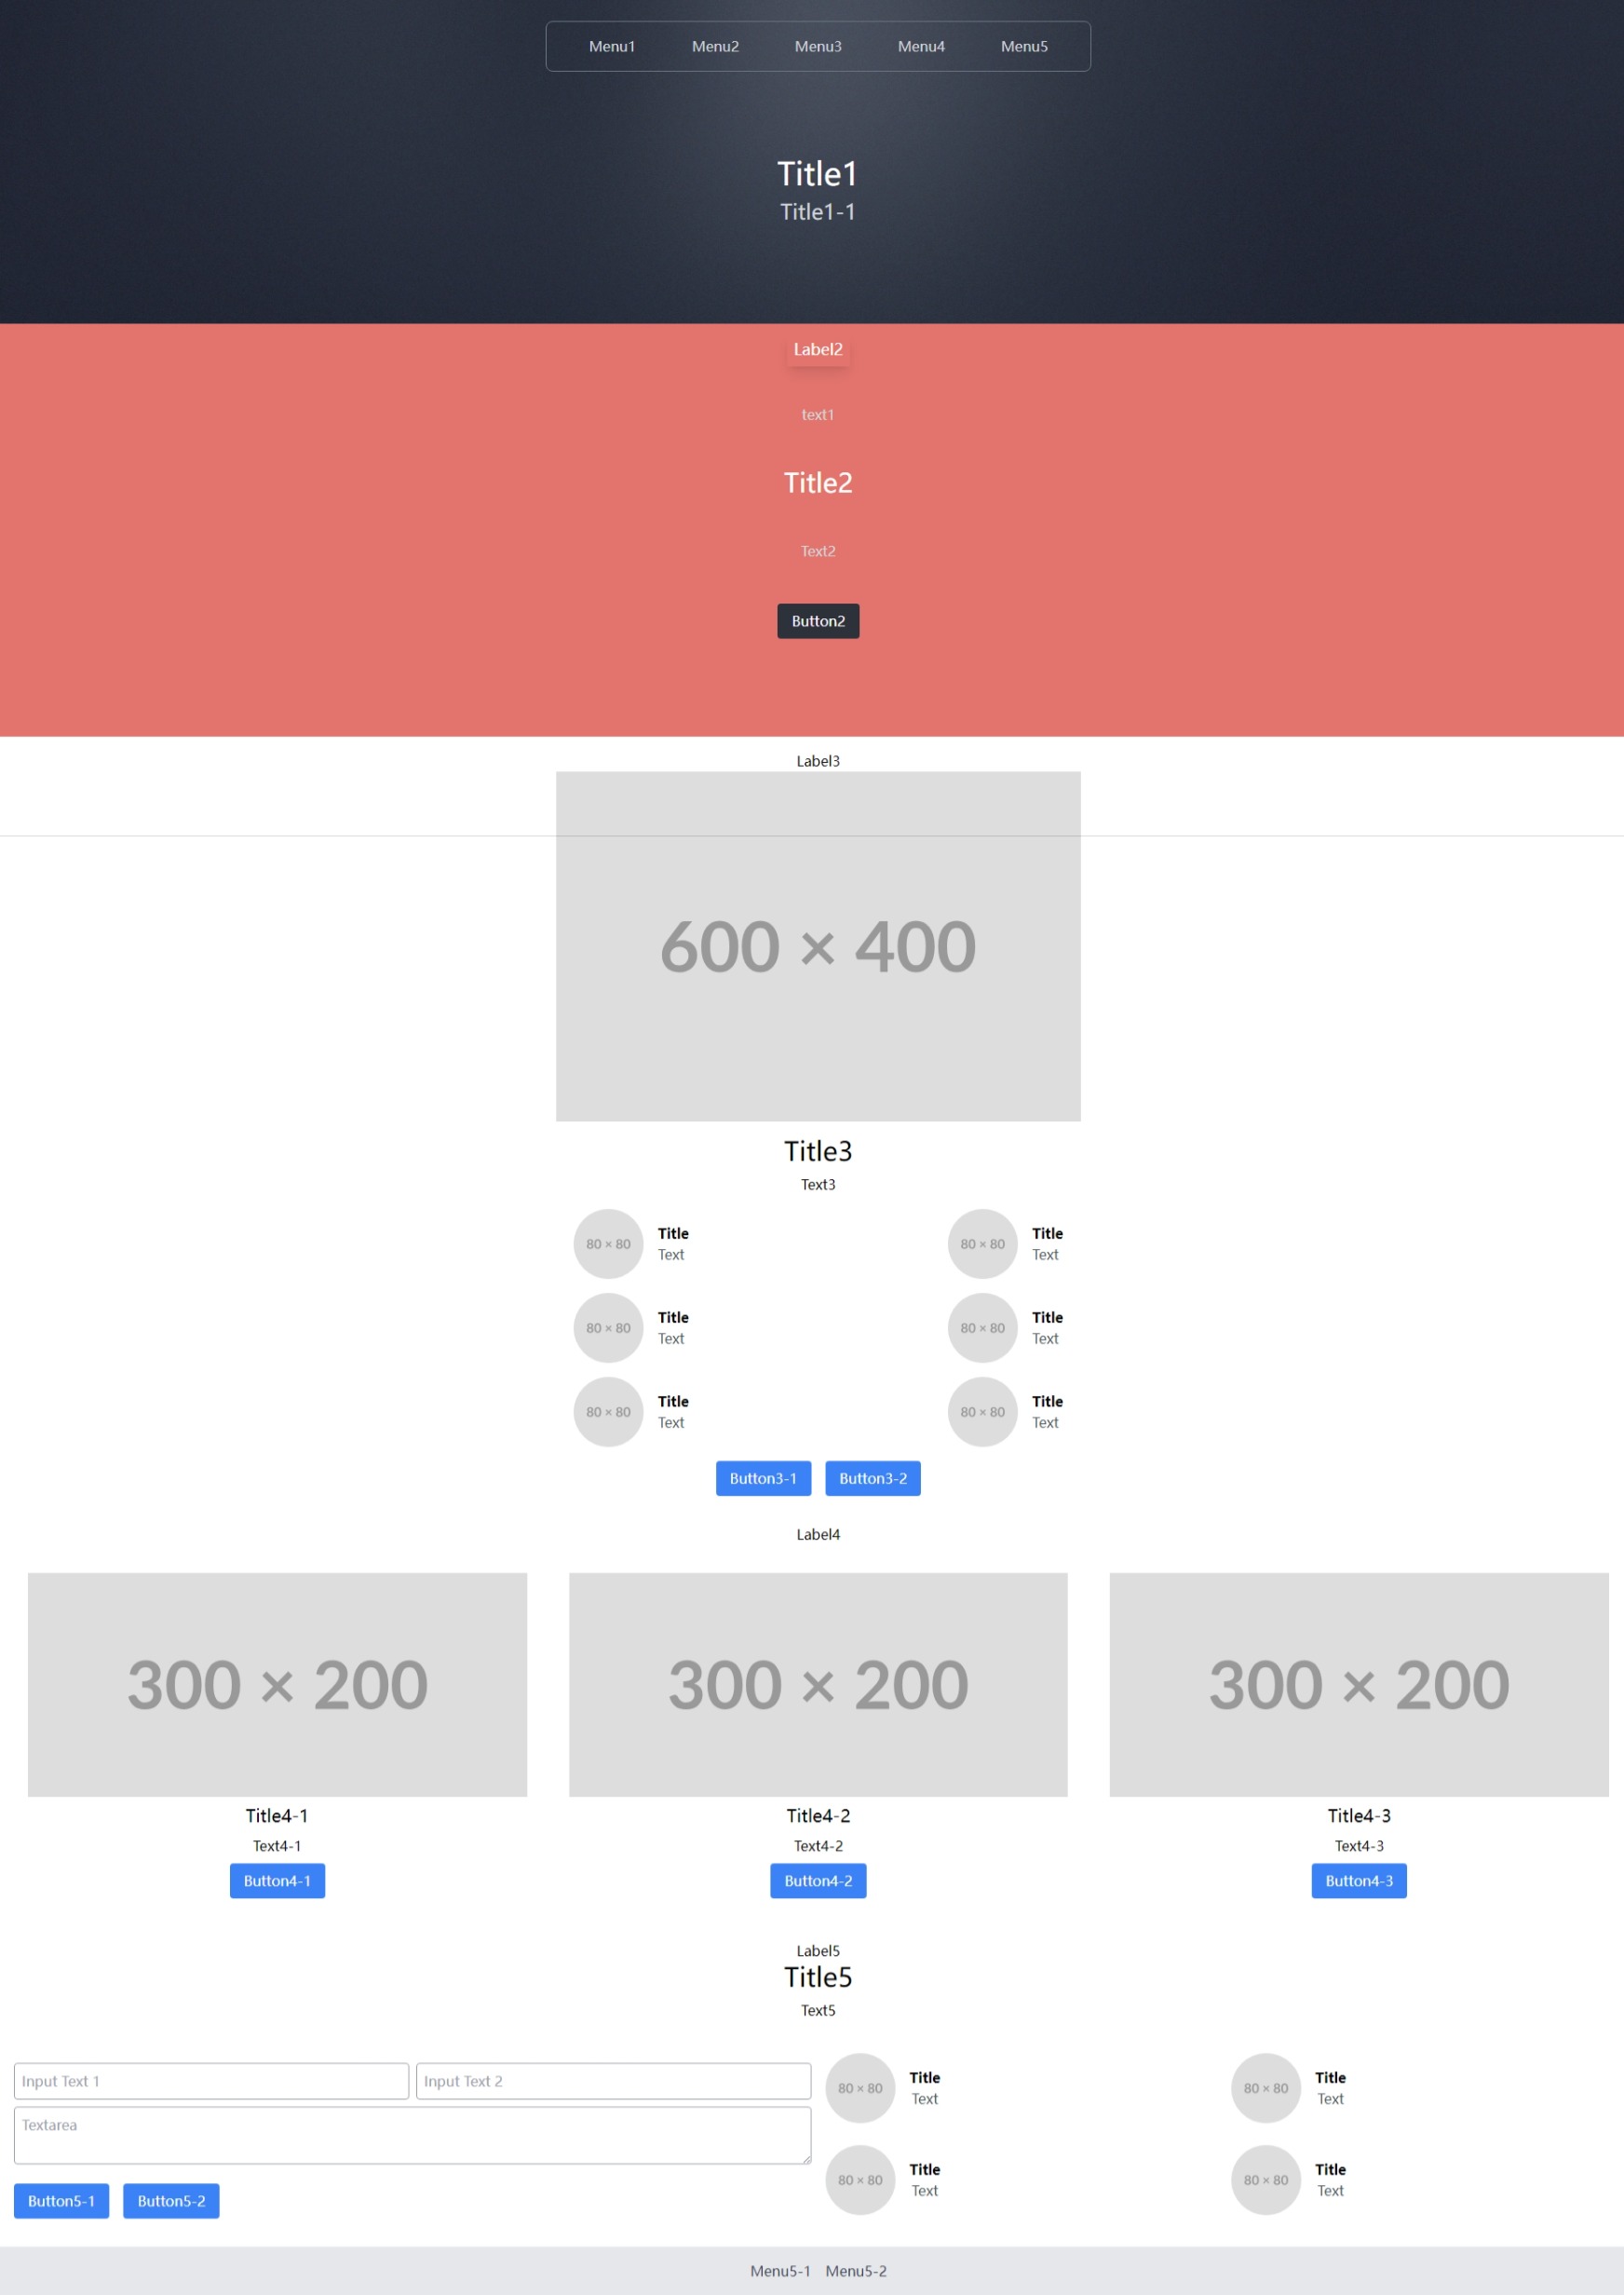 Menu1 Menu2 Menu3 Menu4 Menu5
Title1
Title1-1
Label2
text1
Title2
Text2
Button2
Label3
600 × 400
Title3
Text3
80 × 80 Title 80 × 80 Title
Text Text
80 × 80 Title 80 × 80 Title
Text Text
80 × 80 Title 80 × 80 Title
Text Text
Button3-1 Button3-2
Label4
300 × 200 300 × 200 300 × 200
Title4-1 Title4-2 Title4-3
Text4-1 Text4-2 Text4-3
Button4-1 Button4-2 Button4-3
Label5
Title5
Text5
Input Text 1 Input Text 2
Textarea
Button5-1 Button5-2
80 × 80 Title 80 × 80 Title
Text Text
80 × 80 Title 80 × 80 Title
Text Text
Menu5-1 Menu5-2